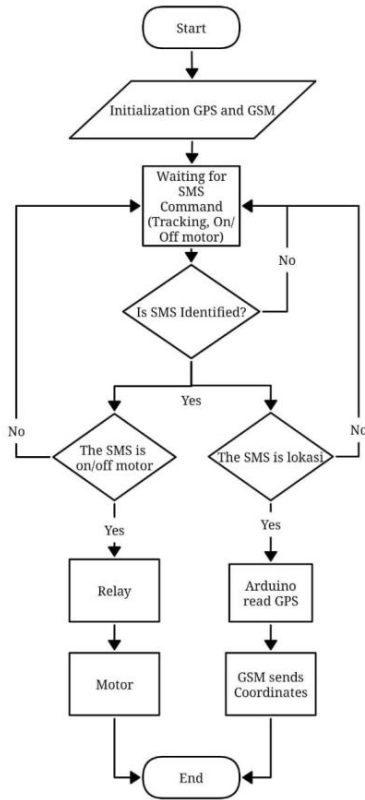 Start
Initialization GPS and GSM
Waiting for
SMS
Command
(Tracking, On/
Off motor)
No
Is SMS Identified?
Yes
No
The SMS is
on/off motor
The SMS is lokasi
No
Yes
Yes
Relay
Arduino
read GPS
Motor
GSM sends
Coordinates
End